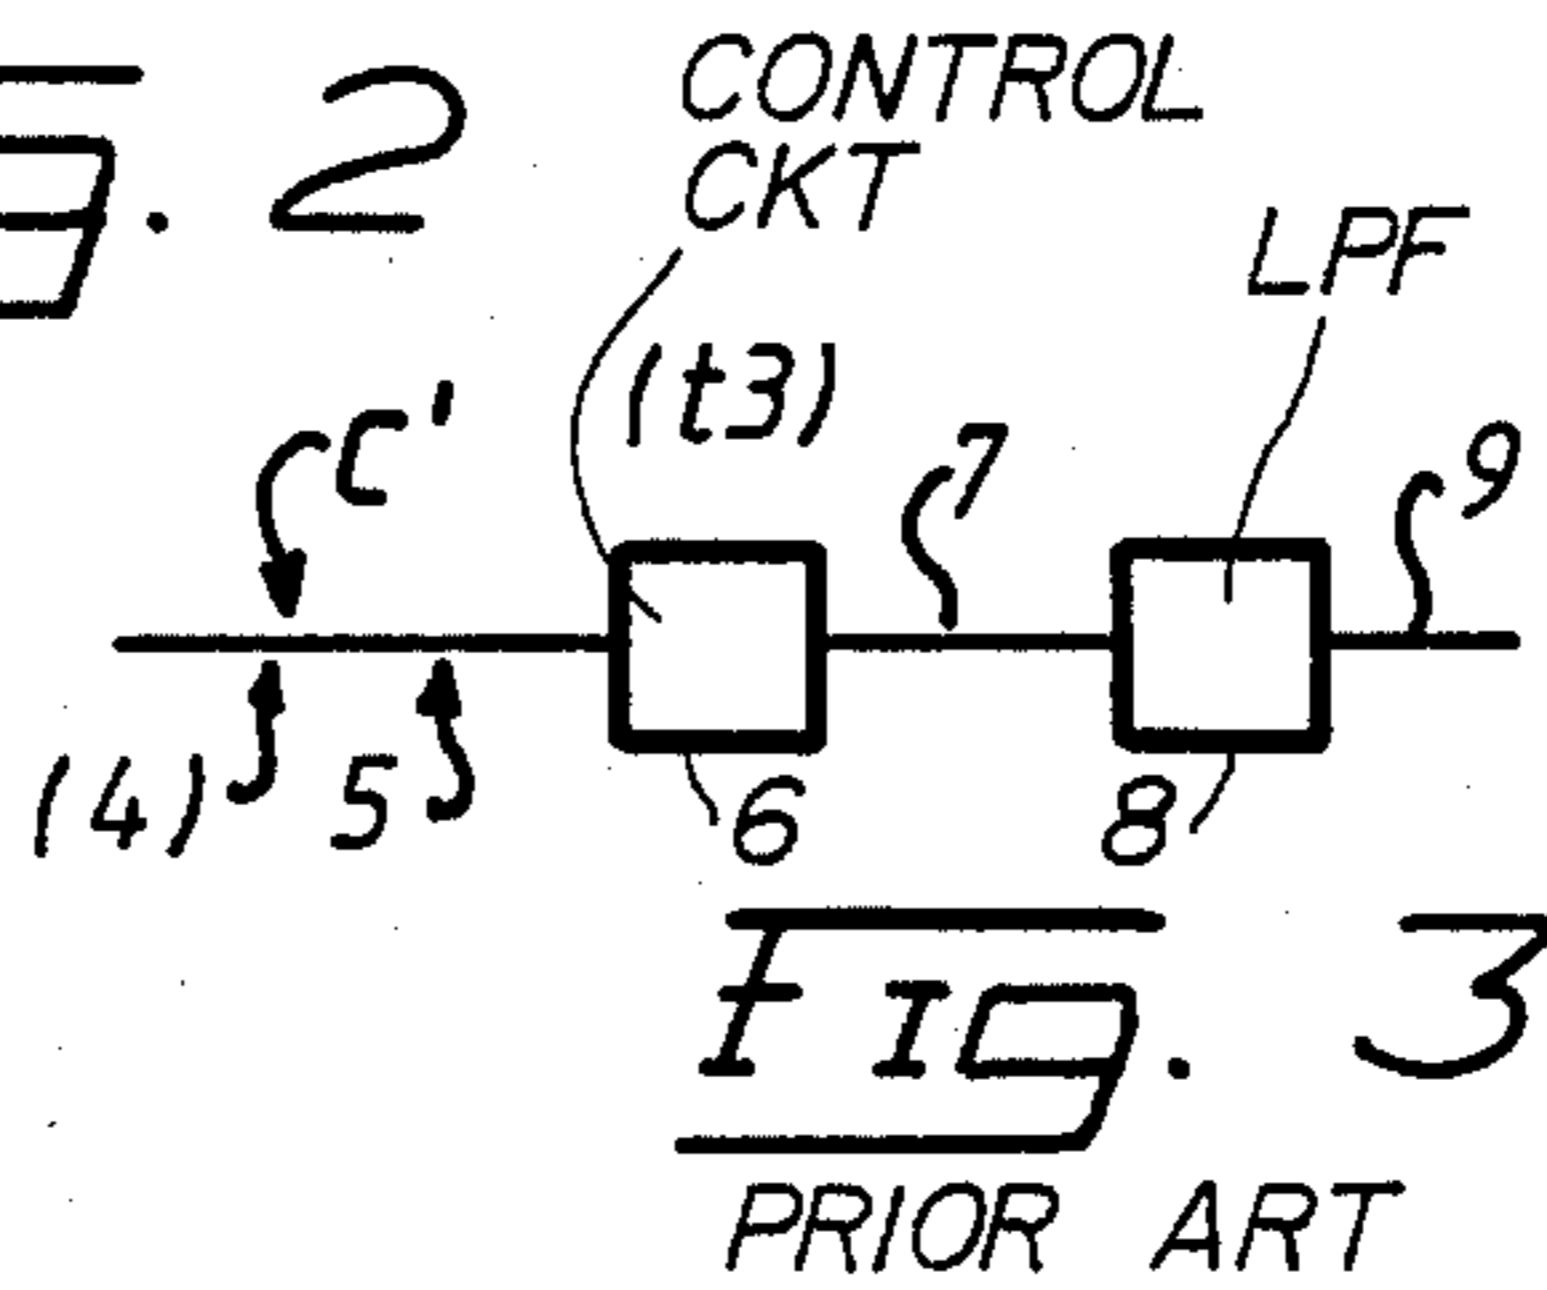 g. 2
CONTROL
CKT
LPF
(t3)
C'
7
9
(4)
5
6
8
Fig. 3
PRIOR ART